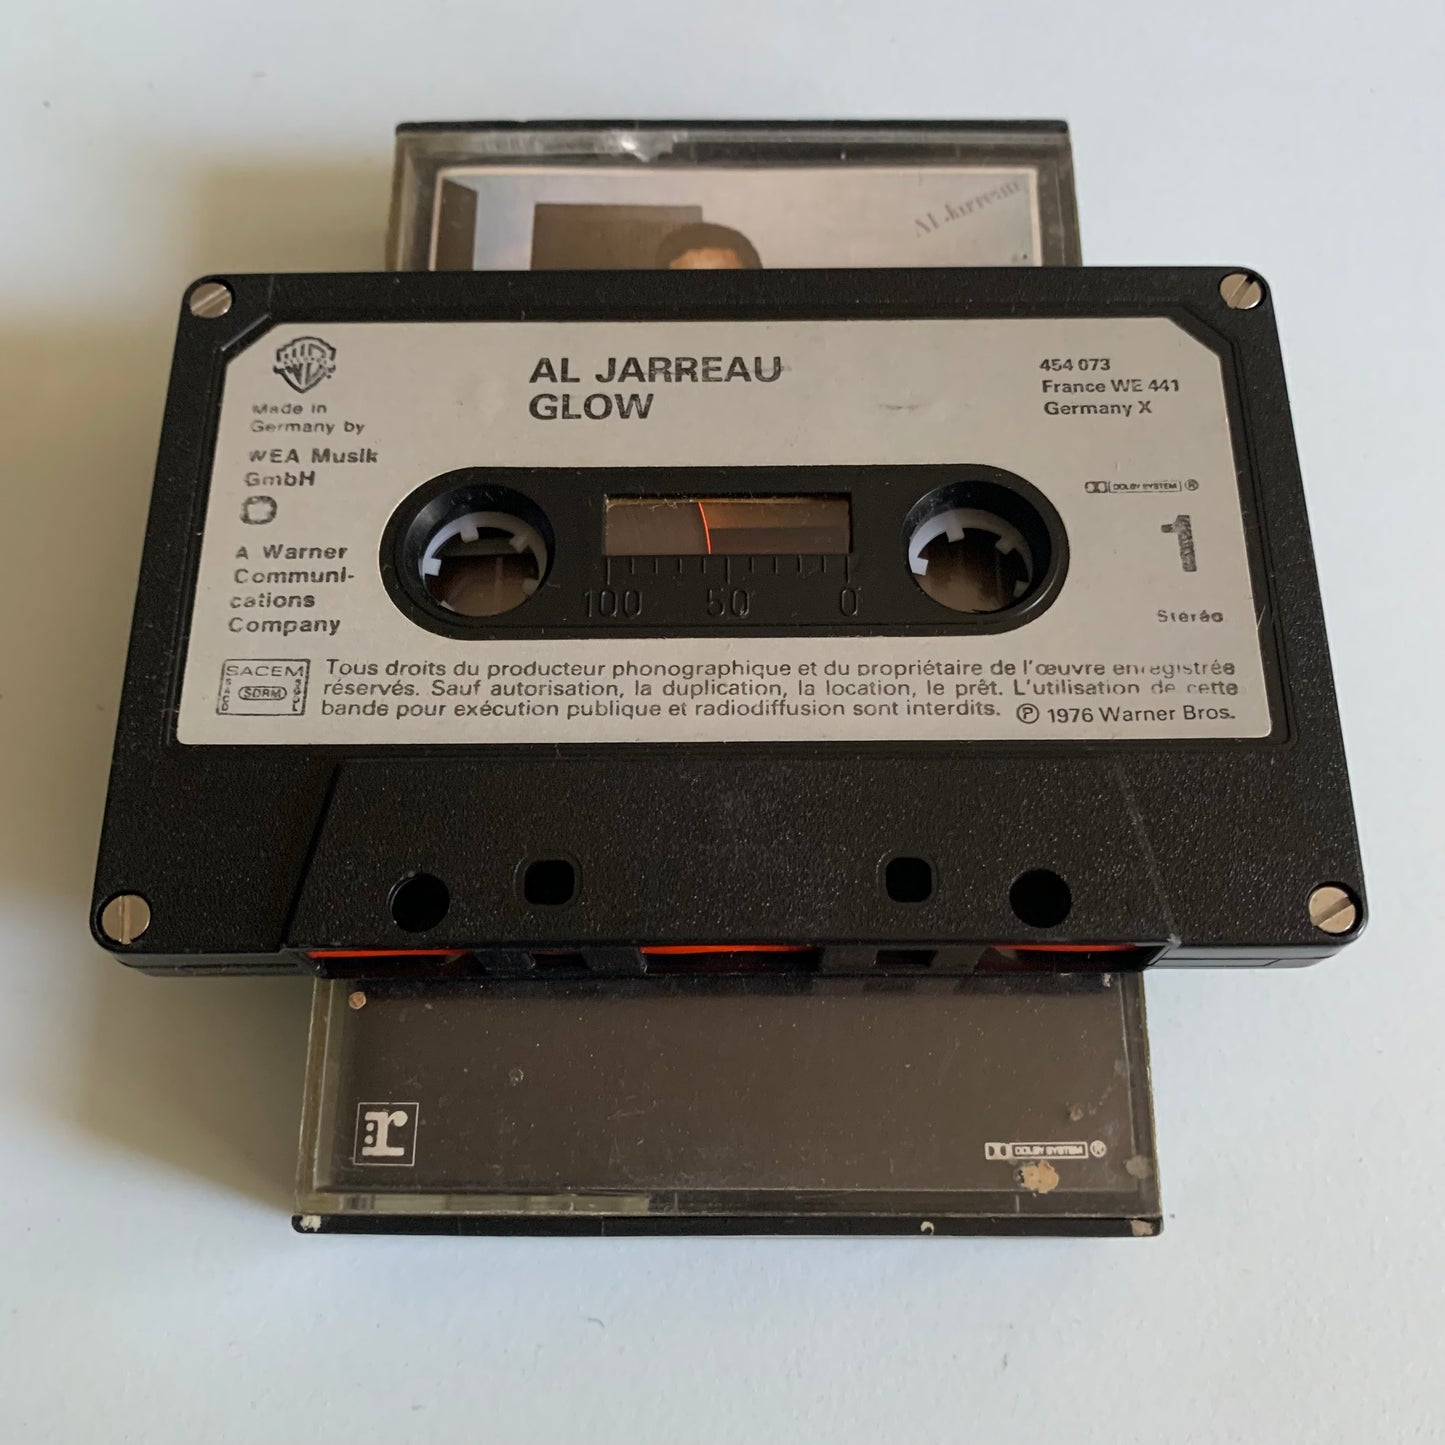 Al Jarreau
AL JARREAU
GLOW
454 073
France WE 441
Germany X
Made in
Germany by
WEA Musik
GmbH
A Warner
Communi-
cations
Company
DOLBY SYSTEM ®
1
Stéréo
100 50 0
SACEM
SACD
SDRM
SGDL
Tous droits du producteur phonographique et du propriétaire de l'œuvre enregistrée
réservés. Sauf autorisation, la duplication, la location, le prêt. L'utilisation de cette
bande pour exécution publique et radiodiffusion sont interdits. Ⓟ 1976 Warner Bros.
:r
DOLBY SYSTEM ®